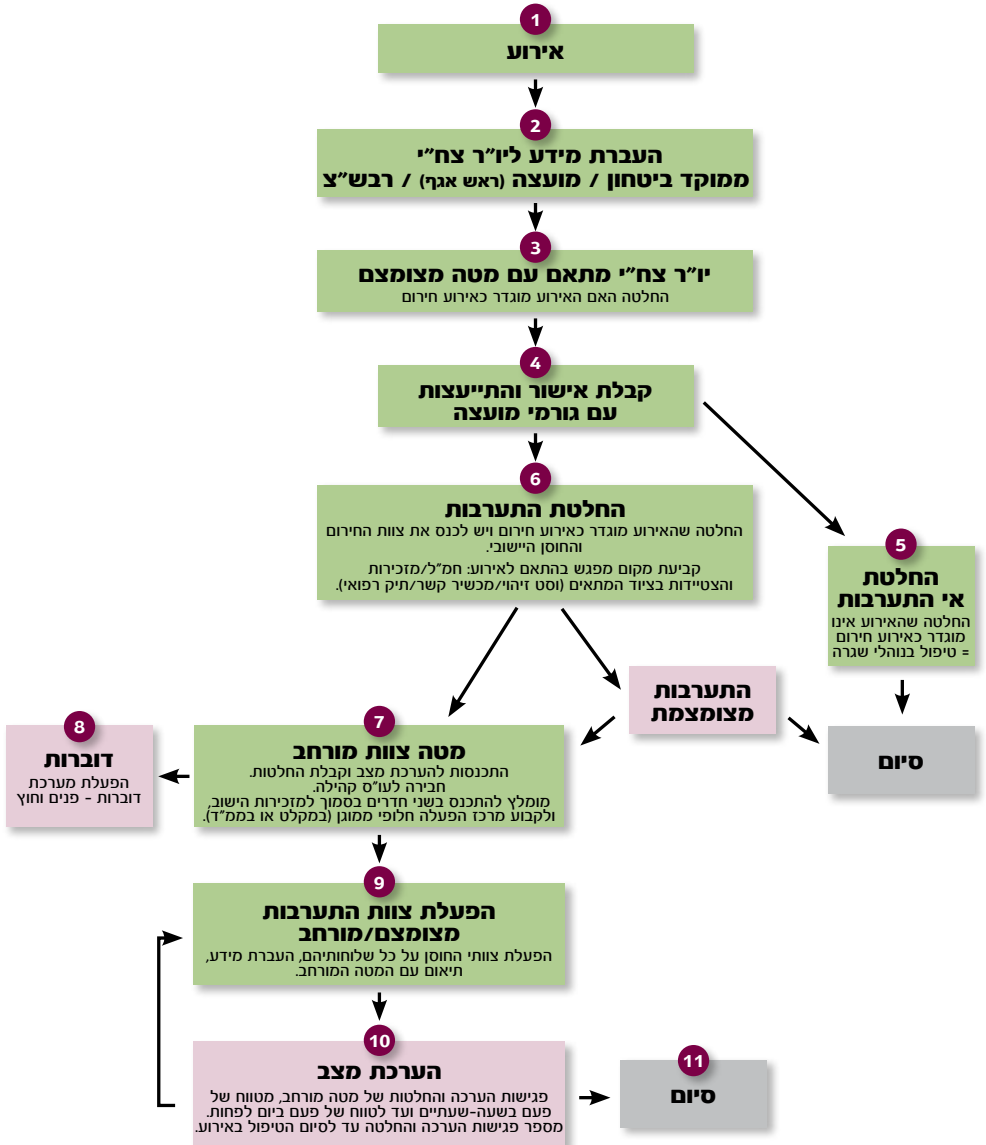 1
אירוע
2
העברת מידע ליו״ר צח״י
ממוקד ביטחון / מועצה (ראש אגף) / רבש״צ
3
יו״ר צח״י מתאם עם מטה מצומצם
החלטה האם האירוע מוגדר כאירוע חירום
4
קבלת אישור והתייעצות
עם גורמי מועצה
6
החלטת התערבות
החלטה שהאירוע מוגדר כאירוע חירום ויש לכנס את צוות החירום
והחוסן היישובי.
קביעת מקום מפגש בהתאם לאירוע: חמ״ל/מזכירות
והצטיידות בציוד המתאים (וסט זיהוי/מכשיר קשר/תיק רפואי).
5
החלטת
אי התערבות
החלטה שהאירוע אינו
מוגדר כאירוע חירום
= טיפול בנוהלי שגרה
התערבות
מצומצמת
סיום
7
מטה צוות מורחב
התכנסות להערכת מצב וקבלת החלטות.
חבירה לעו״ס קהילה.
מומלץ להתכנס בשני חדרים בסמוך למזכירות הישוב,
ולקבוע מרכז הפעלה חלופי ממוגן (במקלט או בממ״ד).
8
דוברות
הפעלת מערכת
דוברות - פנים וחוץ
9
הפעלת צוות התערבות
מצומצם/מורחב
הפעלת צוותי החוסן על כל שלוחותיהם, העברת מידע,
תיאום עם המטה המורחב.
10
הערכת מצב
פגישות הערכה והחלטות של מטה מורחב, מטווח של
פעם בשעה-שעתיים ועד לטווח של פעם ביום לפחות.
מספר פגישות הערכה והחלטה עד לסיום הטיפול באירוע.
11
סיום